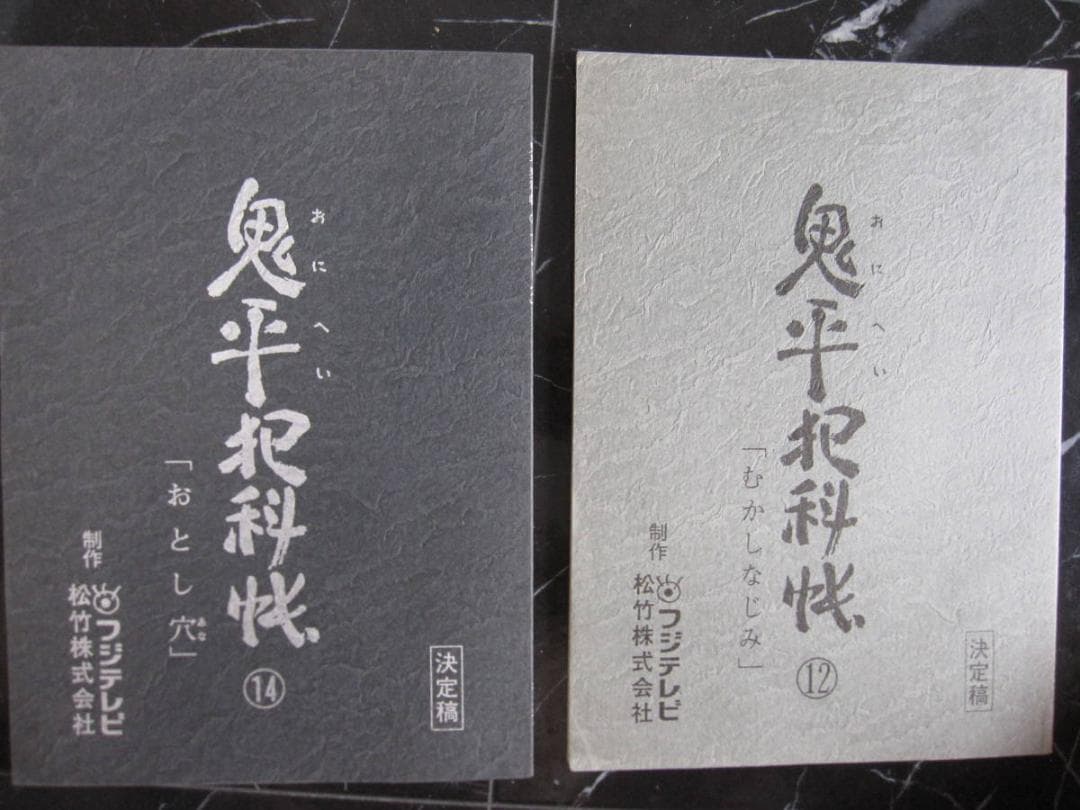 鬼平犯科帳
おにへい
⑭
「おとし穴」
あな
制作
フジテレビ
松竹株式会社
決定稿
鬼平犯科帳
おにへい
⑫
「むかしなじみ」
制作
フジテレビ
松竹株式会社
決定稿